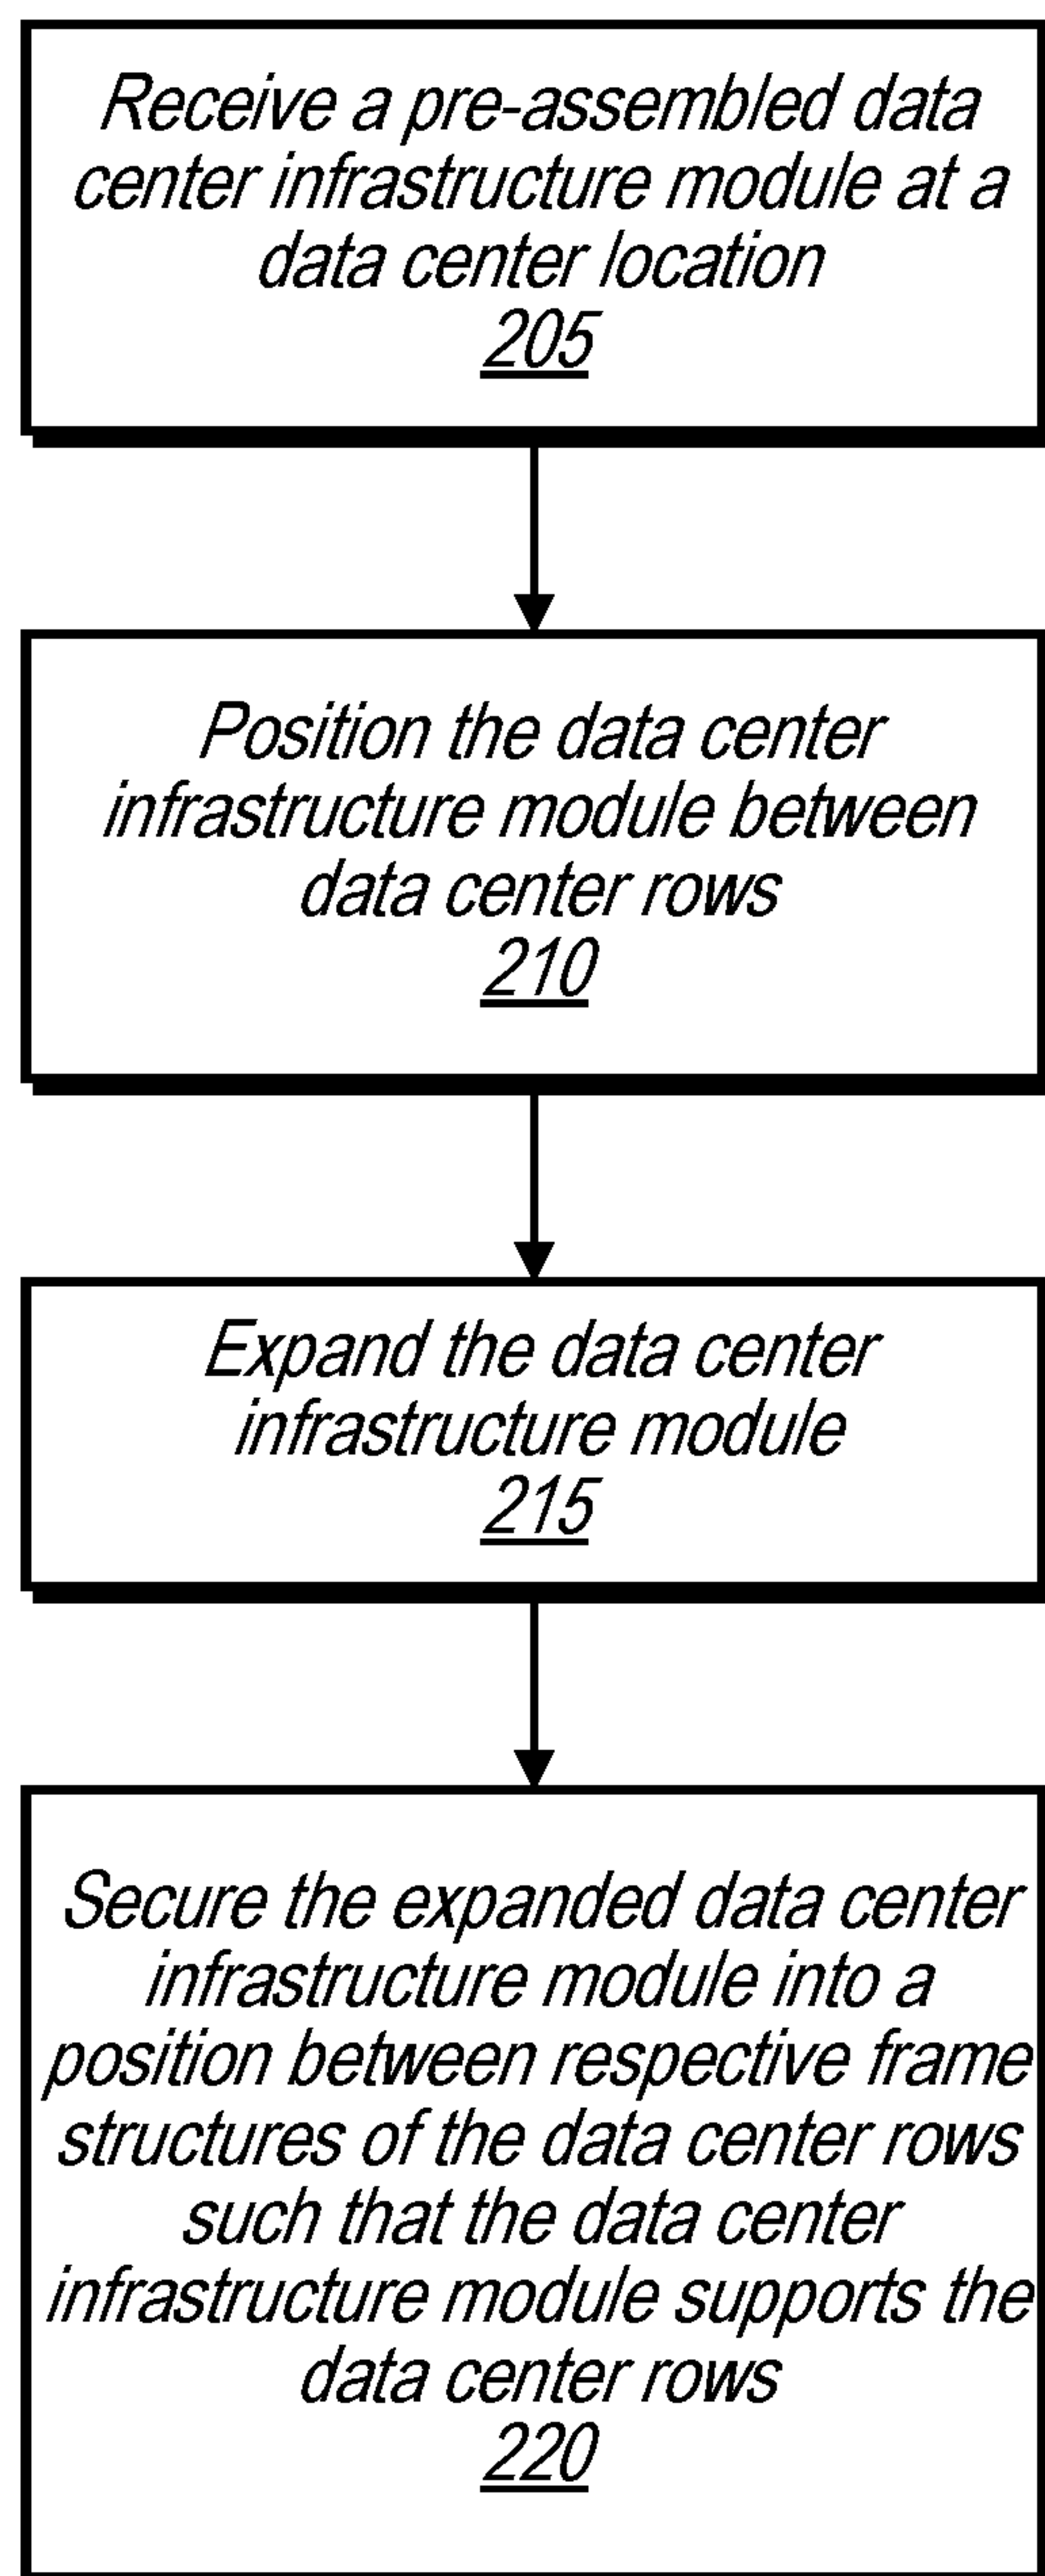 Receive a pre-assembled data
center infrastructure module at a
data center location
205
Position the data center
infrastructure module between
data center rows
210
Expand the data center
infrastructure module
215
Secure the expanded data center
infrastructure module into a
position between respective frame
structures of the data center rows
such that the data center
infrastructure module supports the
data center rows
220